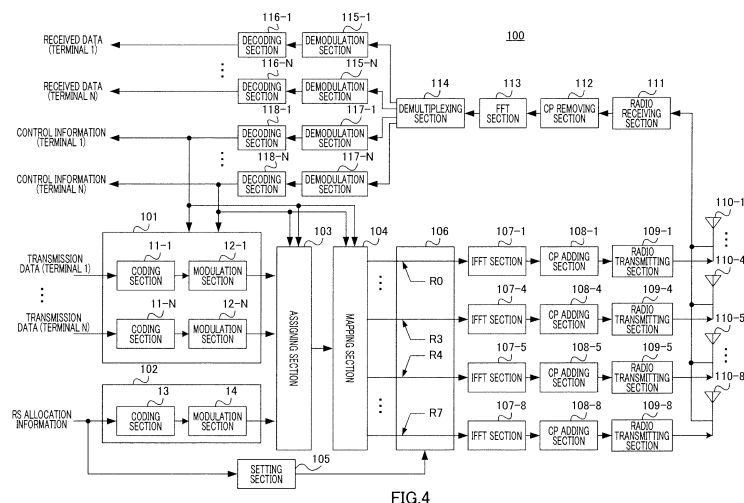 100
116-1
115-1
RECEIVED DATA
(TERMINAL 1)
DECODING
SECTION
DEMODULATION
SECTION
116-N
115-N
114
113
112
111
RECEIVED DATA
(TERMINAL N)
DECODING
SECTION
DEMODULATION
SECTION
DEMULTIPLEXING
SECTION
FFT
SECTION
CP REMOVING
SECTION
RADIO
RECEIVING
SECTION
118-1
117-1
CONTROL INFORMATION
(TERMINAL 1)
DECODING
SECTION
DEMODULATION
SECTION
118-N
117-N
CONTROL INFORMATION
(TERMINAL N)
DECODING
SECTION
DEMODULATION
SECTION
101
103
104
106
107-1
108-1
109-1
110-1
TRANSMISSION
DATA (TERMINAL 1)
11-1
12-1
CODING
SECTION
MODULATION
SECTION
R0
IFFT SECTION
CP ADDING
SECTION
RADIO
TRANSMITTING
SECTION
107-4
108-4
109-4
110-4
TRANSMISSION
DATA (TERMINAL N)
11-N
12-N
CODING
SECTION
MODULATION
SECTION
ASSIGNING SECTION
MAPPING SECTION
R3
IFFT SECTION
CP ADDING
SECTION
RADIO
TRANSMITTING
SECTION
R4
107-5
108-5
109-5
110-5
IFFT SECTION
CP ADDING
SECTION
RADIO
TRANSMITTING
SECTION
102
13
14
107-8
108-8
109-8
110-8
RS ALLOCATION
INFORMATION
CODING
SECTION
MODULATION
SECTION
R7
IFFT SECTION
CP ADDING
SECTION
RADIO
TRANSMITTING
SECTION
105
SETTING
SECTION
FIG.4